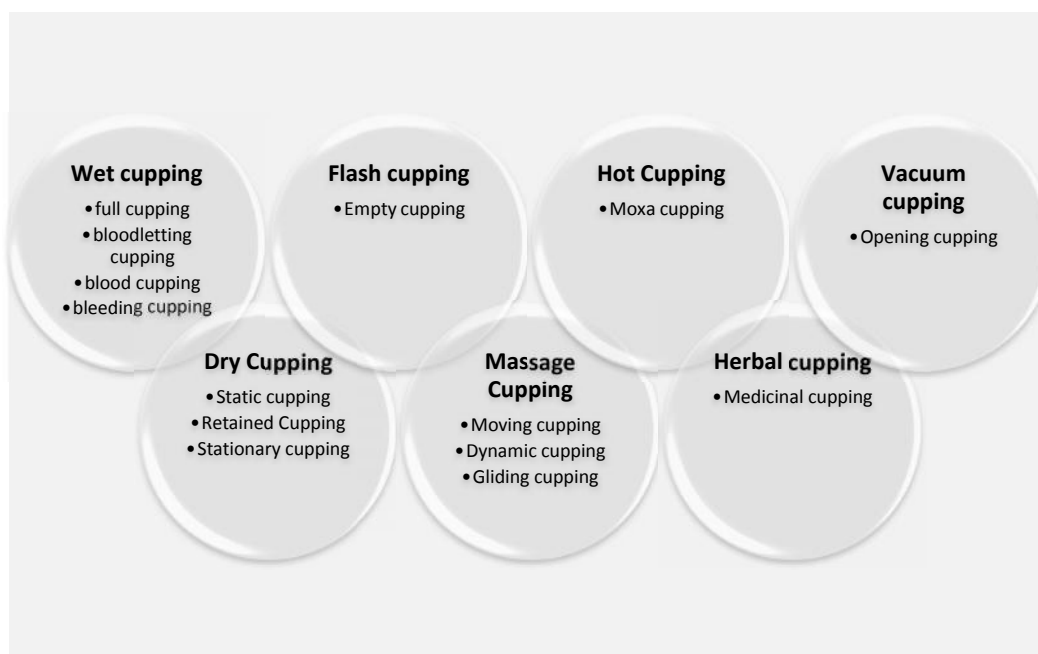 Wet cupping
•full cupping
•bloodletting
cupping
•blood cupping
•bleeding cupping
Flash cupping
•Empty cupping
Hot Cupping
•Moxa cupping
Vacuum
cupping
•Opening cupping
Dry Cupping
•Static cupping
•Retained Cupping
•Stationary cupping
Massage
Cupping
•Moving cupping
•Dynamic cupping
•Gliding cupping
Herbal cupping
•Medicinal cupping